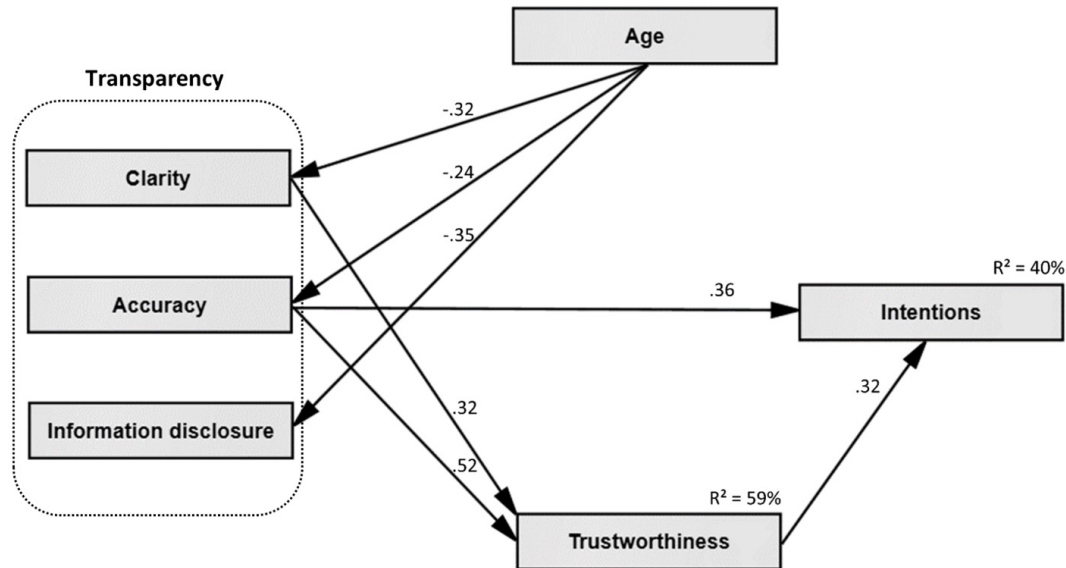 Age
Transparency
-.32
Clarity
-.24
-.35
R² = 40%
Accuracy
.36
Intentions
.32
.32
Information disclosure
.52
R² = 59%
Trustworthiness